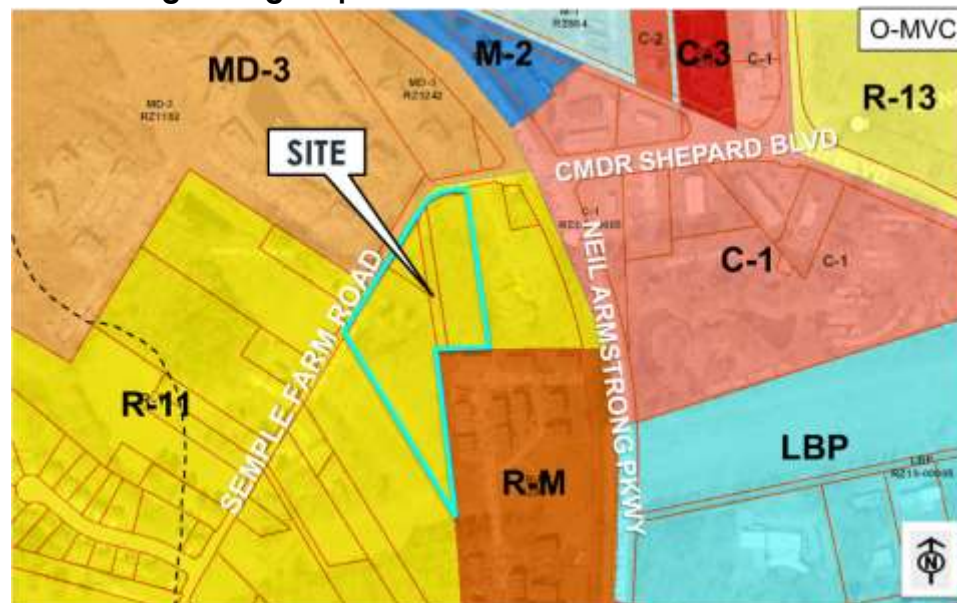 O-MVC
M-2
C-2
C-3
C-1
MD-3
R-13
SITE
CMDR SHEPARD BLVD
C-1
C-1
NEIL ARMSTRONG PKWY
SEMPLE FARM ROAD
R-11
R-M
LBP
N